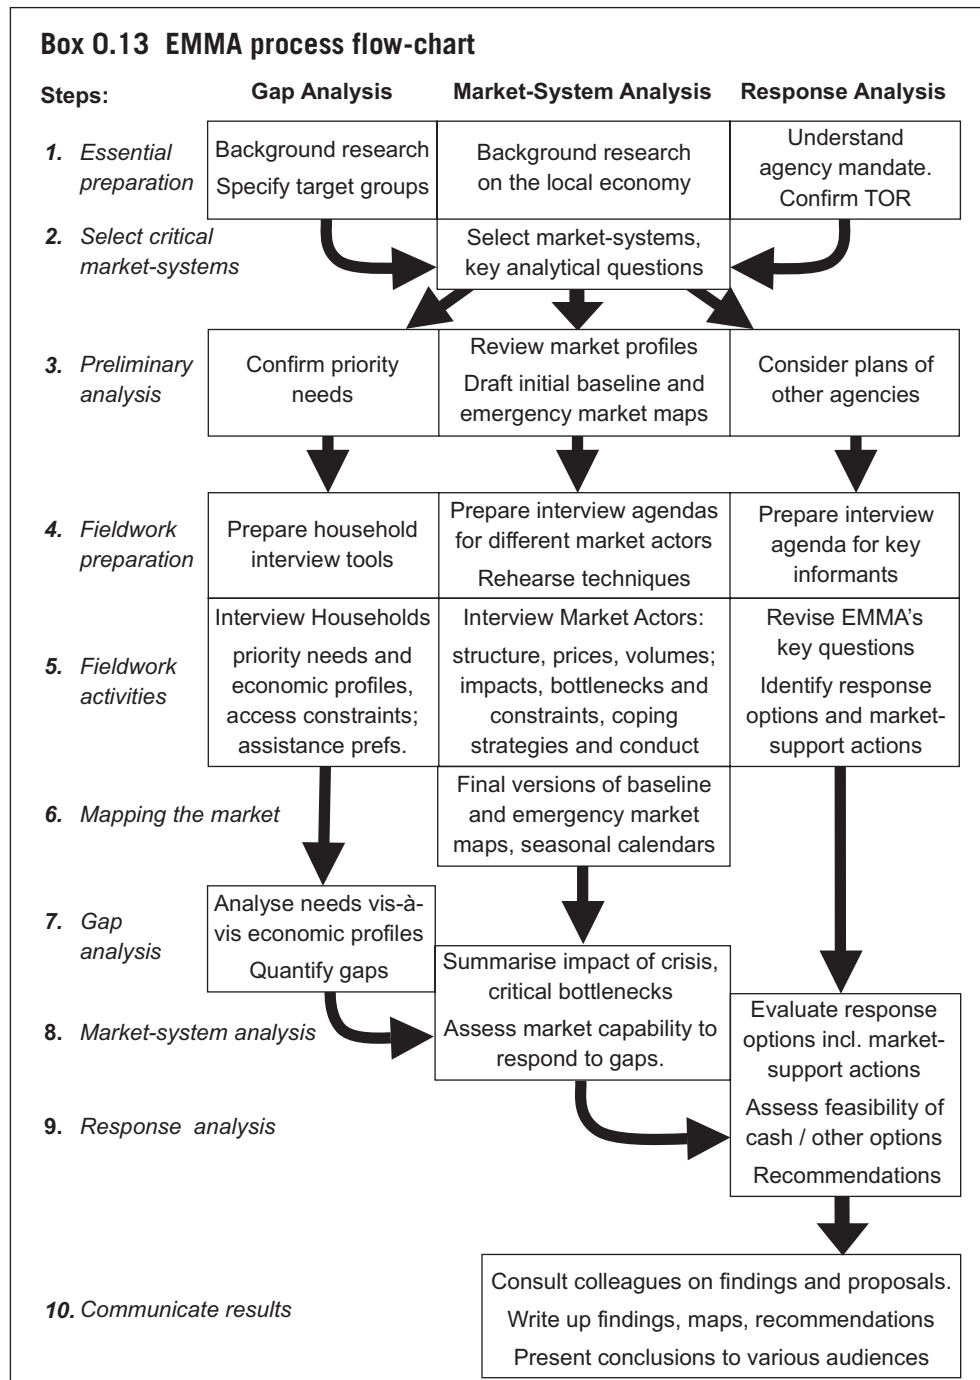 Box 0.13 EMMA process flow-chart
Steps:
Gap Analysis
Market-System Analysis
Response Analysis
1. Essential
preparation
Background research
Specify target groups
Background research
on the local economy
Understand
agency mandate.
Confirm TOR
2. Select critical
market-systems
Select market-systems,
key analytical questions
3. Preliminary
analysis
Confirm priority
needs
Review market profiles
Draft initial baseline and
emergency market maps
Consider plans of
other agencies
4. Fieldwork
preparation
Prepare household
interview tools
Prepare interview agendas
for different market actors
Rehearse techniques
Prepare interview
agenda for key
informants
5. Fieldwork
activities
Interview Households
priority needs and
economic profiles,
access constraints;
assistance prefs.
Interview Market Actors:
structure, prices, volumes;
impacts, bottlenecks and
constraints, coping
strategies and conduct
Revise EMMA's
key questions
Identify response
options and market-
support actions
6. Mapping the market
Final versions of baseline
and emergency market
maps, seasonal calendars
7. Gap
analysis
Analyse needs vis-à-
vis economic profiles
Quantify gaps
8. Market-system analysis
Summarise impact of crisis,
critical bottlenecks
Assess market capability to
respond to gaps.
9. Response analysis
Evaluate response
options incl. market-
support actions
Assess feasibility of
cash / other options
Recommendations
10. Communicate results
Consult colleagues on findings and proposals.
Write up findings, maps, recommendations
Present conclusions to various audiences